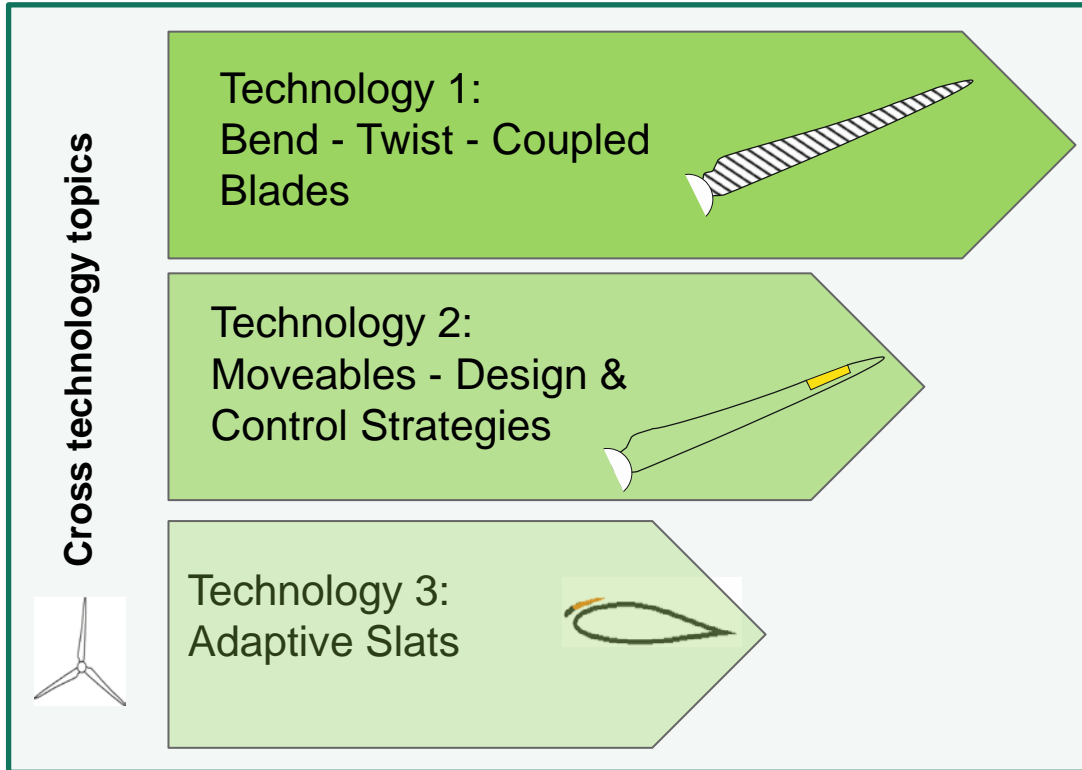 Cross technology topics
Technology 1:
Bend - Twist - Coupled
Blades
Technology 2:
Moveables - Design &
Control Strategies
Technology 3:
Adaptive Slats